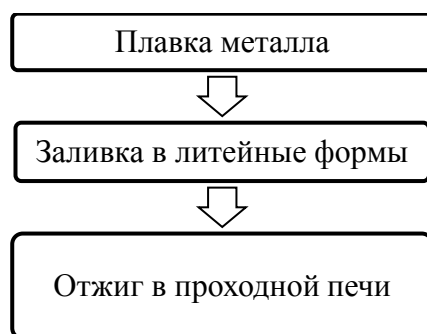 Плавка металла
Заливка в литейные формы
Отжиг в проходной печи